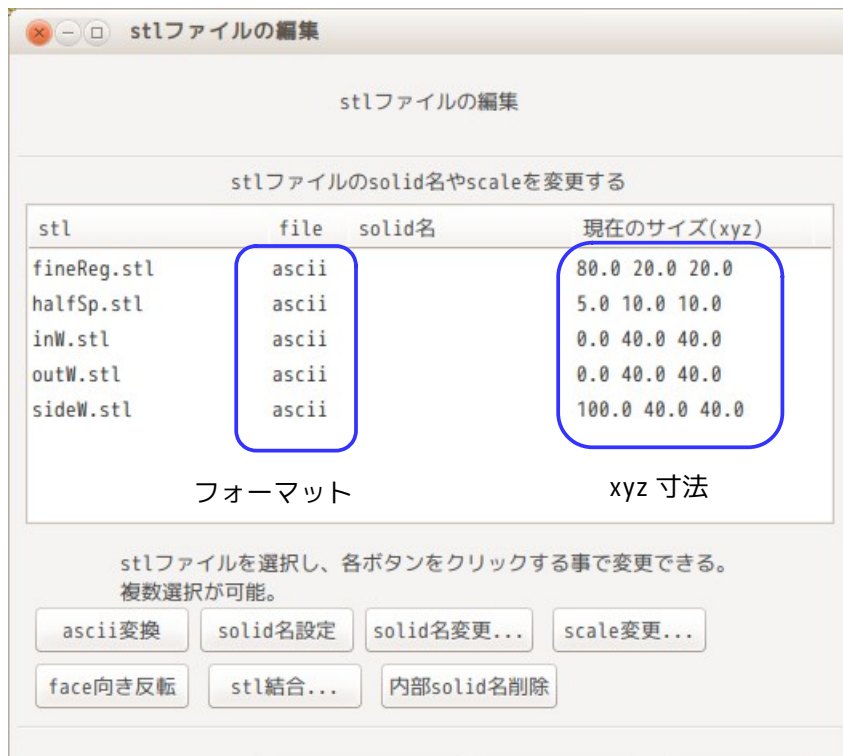 stlファイルの編集
stlファイルの編集
stlファイルのsolid名やscaleを変更する
stl file solid名 現在のサイズ(xyz)
fineReg.stl ascii 80.0 20.0 20.0
halfSp.stl ascii 5.0 10.0 10.0
inW.stl ascii 0.0 40.0 40.0
outW.stl ascii 0.0 40.0 40.0
sideW.stl ascii 100.0 40.0 40.0
フォーマット xyz 寸法
stlファイルを選択し、各ボタンをクリックする事で変更できる。
複数選択が可能。
ascii変換 solid名設定 solid名変更... scale変更...
face向き反転 stl結合... 内部solid名削除